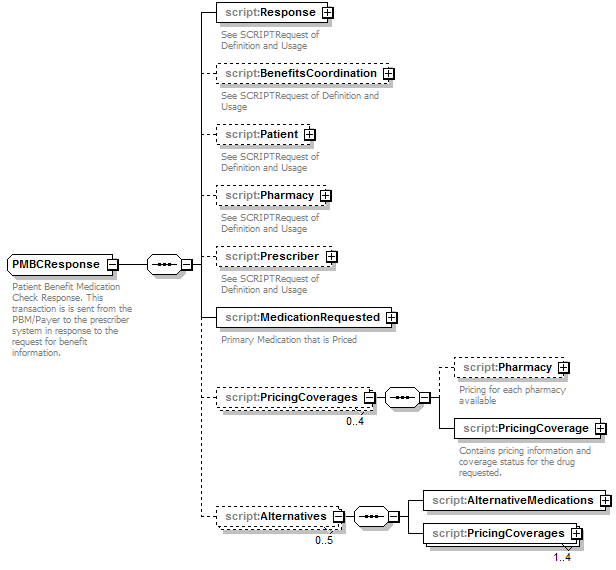 script:Response
See SCRIPTRequest of
Definition and Usage
script:BenefitsCoordination
See SCRIPTRequest of Definition and
Usage
script:Patient
See SCRIPTRequest of
Definition and Usage
script:Pharmacy
See SCRIPTRequest of
Definition and Usage
script:Prescriber
See SCRIPTRequest of
Definition and Usage
PMBCResponse
Patient Benefit Medication
Check Response. This
transaction is is sent from the
PBM/Payer to the prescriber
system in response to the
request for benefit
information.
script:MedicationRequested
Primary Medication that is Priced
script:PricingCoverages
0..4
script:Pharmacy
Pricing for each pharmacy
available
script:PricingCoverage
Contains pricing information and
coverage status for the drug
requested.
script:Alternatives
0..5
script:AlternativeMedications
script:PricingCoverages
1..4